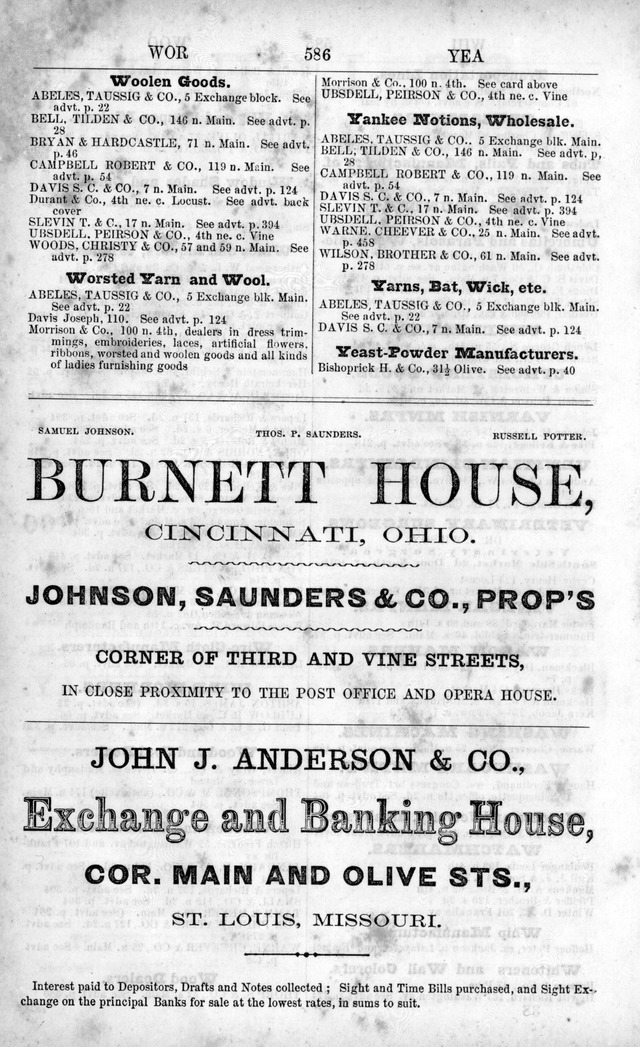 WOR 586 YEA
Woolen Goods.
ABELES, TAUSSIG & CO., 5 Exchange block. See
advt. p. 22
BELL, TILDEN & CO., 146 n. Main. See advt. p.
28
BRYAN & HARDCASTLE, 71 n. Main. See advt.
p. 46
CAMPBELL ROBERT & CO., 119 n. Main. See
advt. p. 54
DAVIS S. C. & CO., 7 n. Main. See advt. p. 124
Durant & Co., 4th ne. c. Locust. See advt. back
cover
SLEVIN T. & C., 17 n. Main. See advt. p. 394
UBSDELL, PEIRSON & CO., 4th ne. c. Vine
WOODS, CHRISTY & CO., 57 and 59 n. Main. See
advt. p. 278
Worsted Yarn and Wool.
ABELES, TAUSSIG & CO., 5 Exchange blk. Main.
See advt. p. 22
Davis Joseph, 110. See advt. p. 124
Morrison & Co., 100 n. 4th, dealers in dress trim-
mings, embroideries, laces, artificial flowers,
ribbons, worsted and woolen goods and all kinds
of ladies furnishing goods
Morrison & Co., 100 n. 4th. See card above
UBSDELL, PEIRSON & CO., 4th ne. c. Vine
Yankee Notions, Wholesale.
ABELES, TAUSSIG & CO.. 5 Exchange blk. Main.
BELL, TILDEN & CO., 146 n. Main. See advt. p,
28
CAMPBELL ROBERT & CO., 119 n. Main. See
advt. p. 54
DAVIS S. C. & CO., 7 n. Main. See advt. p. 124
SLEVIN T. & L., 17 n. Main. See advt. p. 394
UBSDELL, PEIRSON & CO., 4th ne. c. Vine
WARNE, CHEEVER & CO., 25 n. Main. See advt.
p. 458
WILSON, BROTHER & CO., 61 n. Main. See advt.
p. 278
Yarns, Bat, Wick, etc.
ABELES, TAUSSIG & CO., 5 Exchange blk. Main.
See advt. p. 22
DAVIS S. C. & CO., 7 n. Main. See advt. p. 124
Yeast-Powder Manufacturers.
Bishoprick H. & Co., 31½ Olive. See advt. p. 40
SAMUEL JOHNSON. THOS. P. SAUNDERS. RUSSELL POTTER.
BURNETT HOUSE,
CINCINNATI, OHIO.
JOHNSON, SAUNDERS & CO., PROP'S
CORNER OF THIRD AND VINE STREETS,
IN CLOSE PROXIMITY TO THE POST OFFICE AND OPERA HOUSE.
JOHN J. ANDERSON & CO.,
Exchange and Banking House,
COR. MAIN AND OLIVE STS.,
ST. LOUIS, MISSOURI.
Interest paid to Depositors, Drafts and Notes collected ; Sight and Time Bills purchased, and Sight Ex-
change on the principal Banks for sale at the lowest rates, in sums to suit.